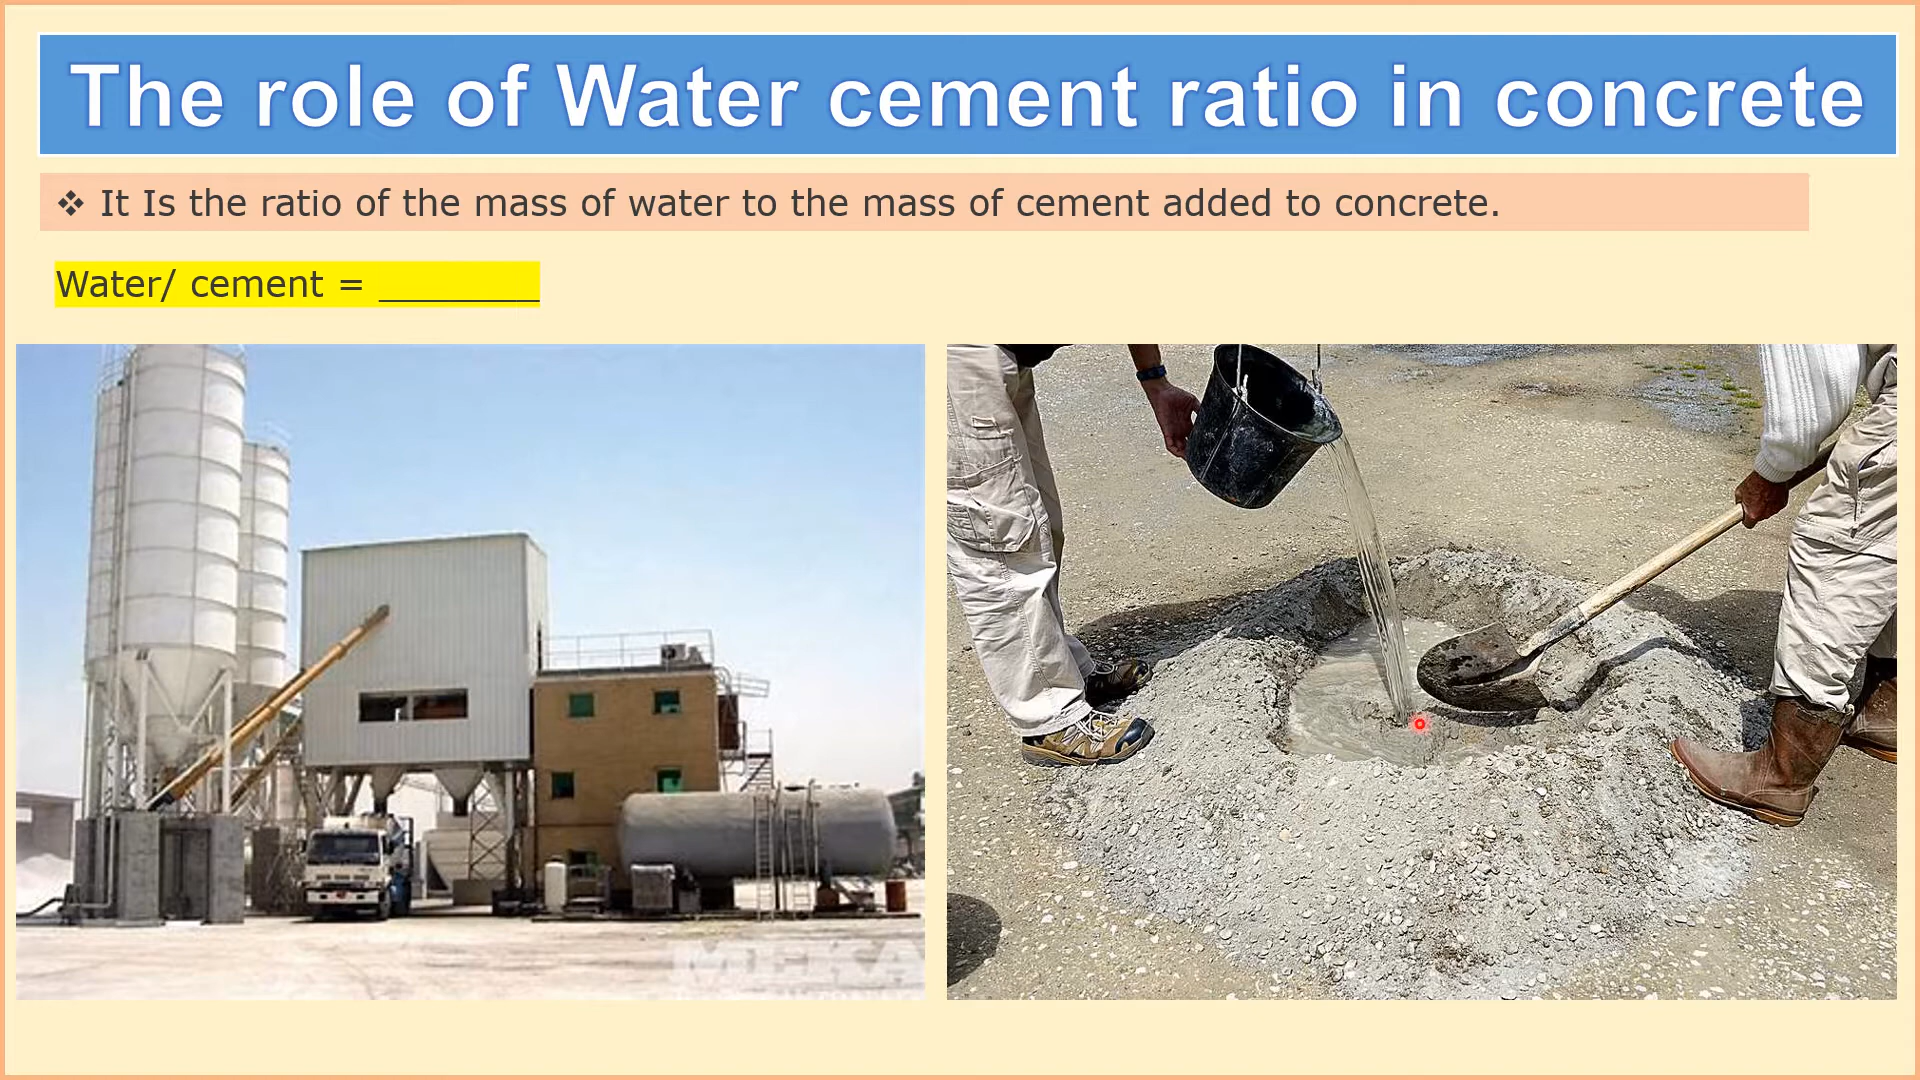 The role of Water cement ratio in concrete
❖ It Is the ratio of the mass of water to the mass of cement added to concrete.
Water/ cement = ________
MEKA